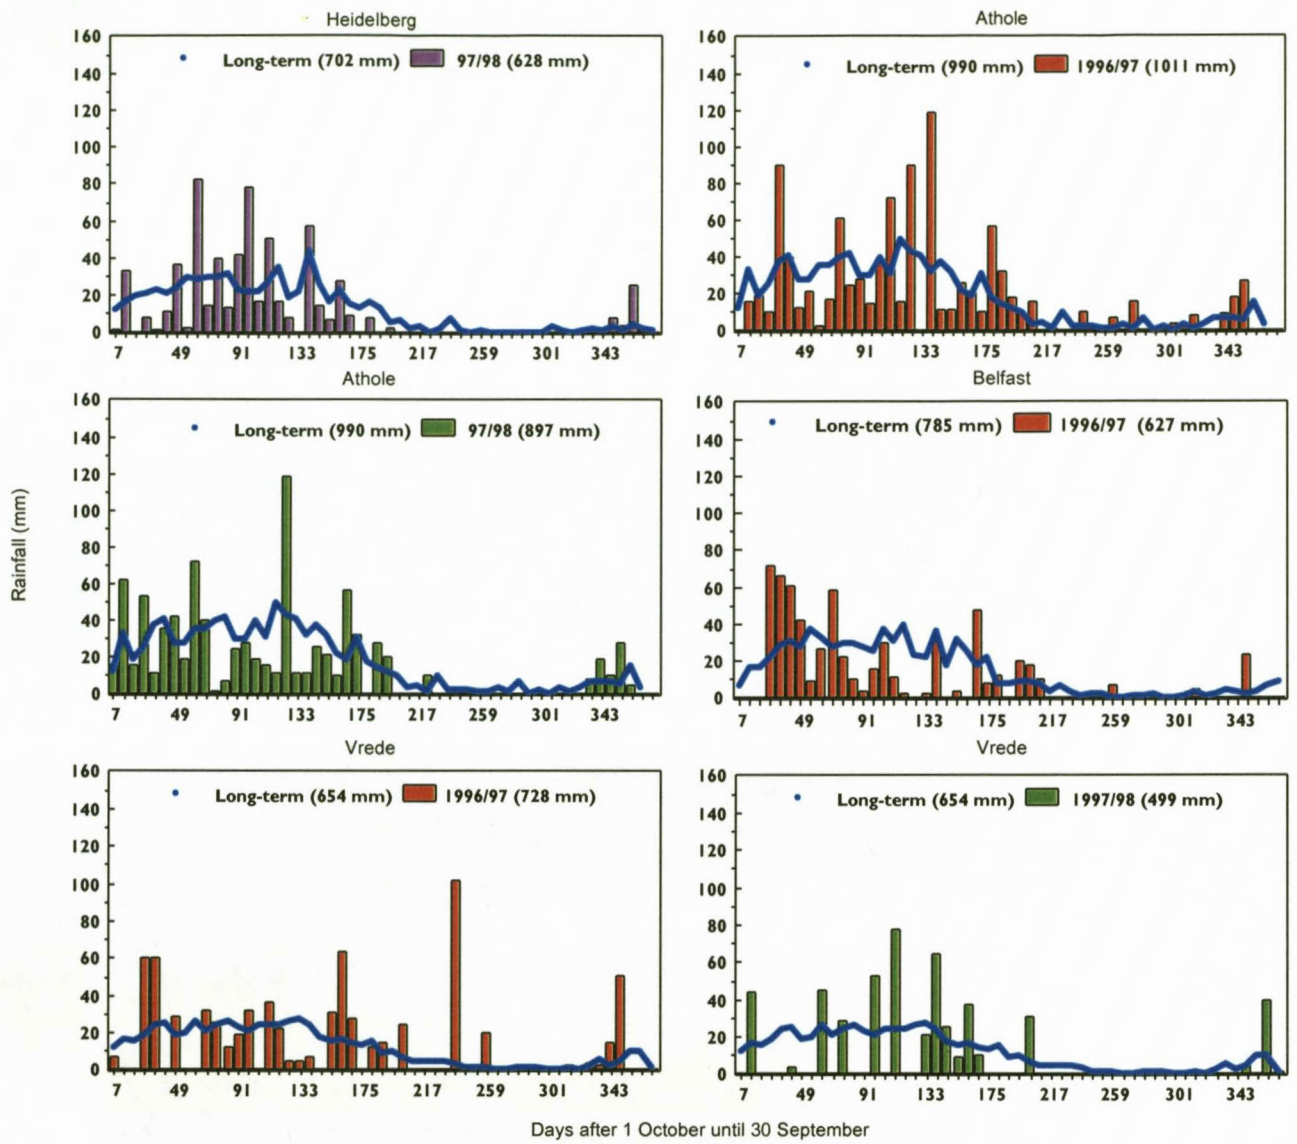 Heidelberg
Long-term (702 mm) 97/98 (628 mm)
160
140
120
100
80
60
40
20
0
7 49 91 133 175 217 259 301 343
Athole
Long-term (990 mm) 1996/97 (1011 mm)
160
140
120
100
80
60
40
20
0
7 49 91 133 175 217 259 301 343
Athole
Long-term (990 mm) 97/98 (897 mm)
160
140
120
100
80
60
40
20
0
7 49 91 133 175 217 259 301 343
Belfast
Long-term (785 mm) 1996/97 (627 mm)
160
140
120
100
80
60
40
20
0
7 49 91 133 175 217 259 301 343
Rainfall (mm)
Vrede
Long-term (654 mm) 1996/97 (728 mm)
160
140
120
100
80
60
40
20
0
7 49 91 133 175 217 259 301 343
Vrede
Long-term (654 mm) 1997/98 (499 mm)
160
140
120
100
80
60
40
20
0
7 49 91 133 175 217 259 301 343
Days after 1 October until 30 September